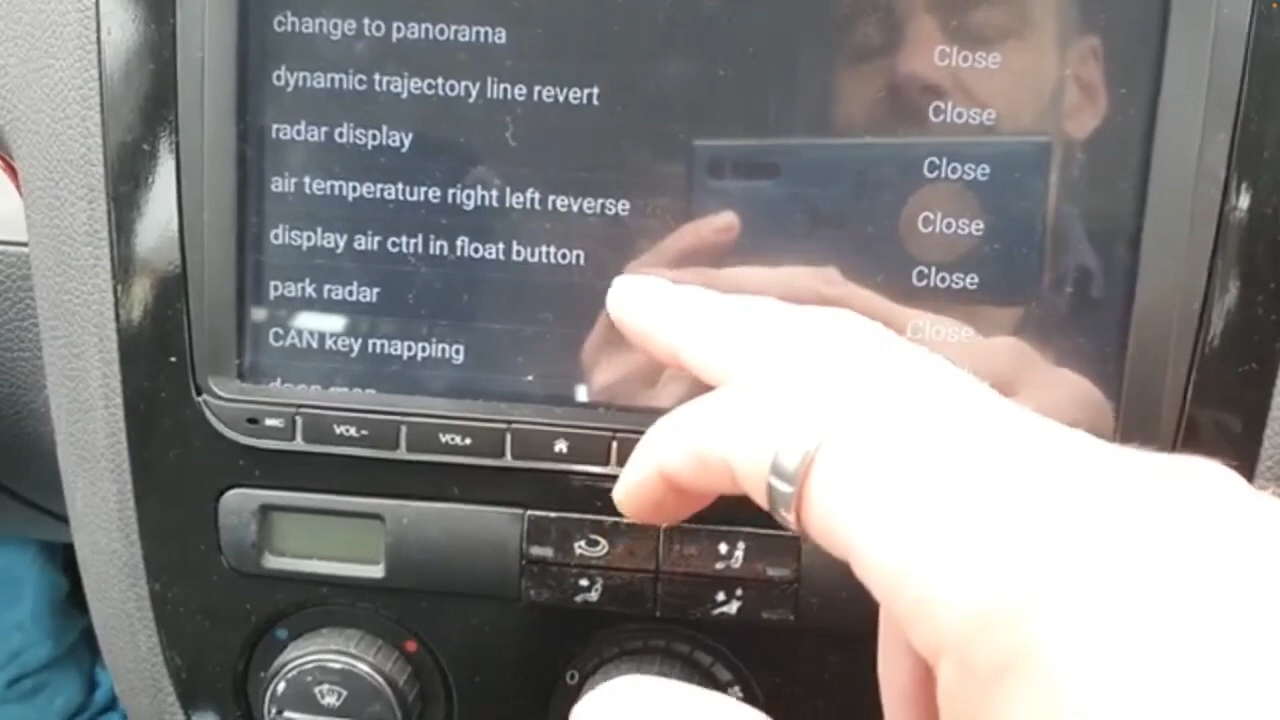 change to panorama Close
dynamic trajectory line revert Close
radar display Close
air temperature right left reverse Close
display air ctrl in float button Close
park radar Close
CAN key mapping
MIC VOL- VOL+
O